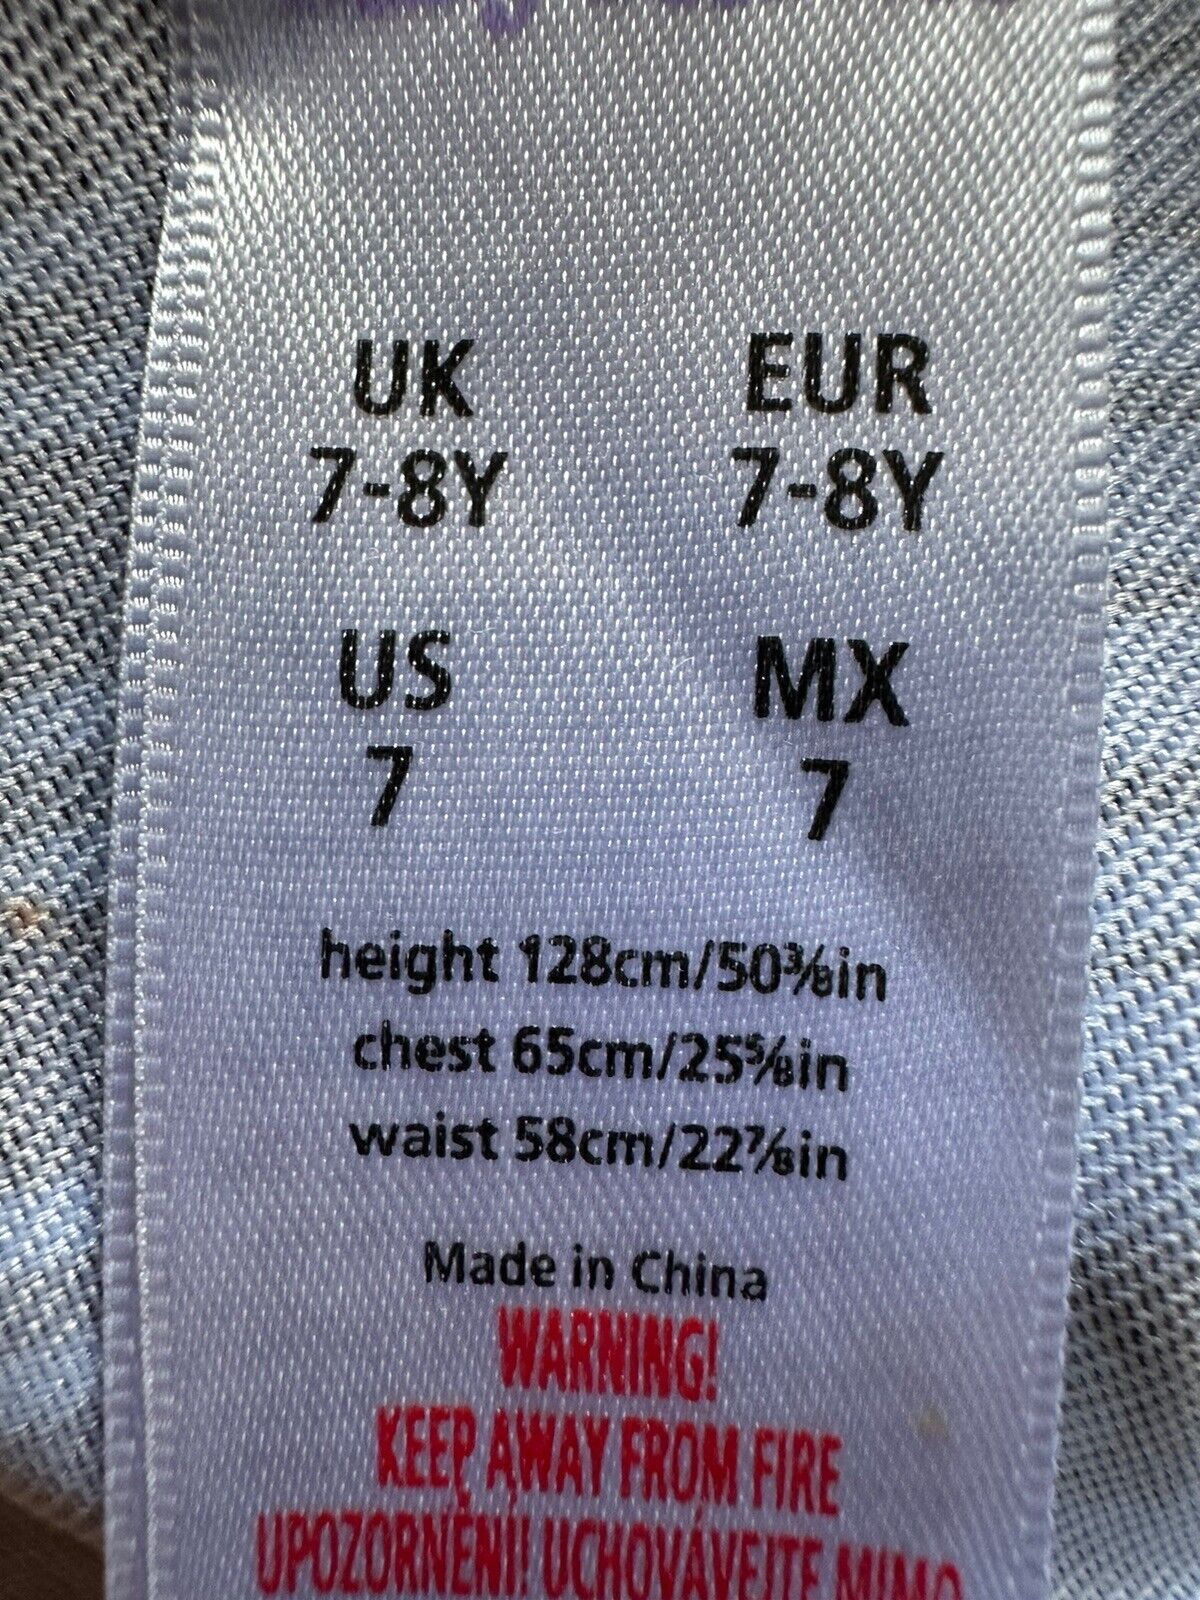 UK EUR
7-8Y 7-8Y
US MX
7 7
height 128cm/50⅜in
chest 65cm/25⅝in
waist 58cm/22⅞in
Made in China
WARNING!
KEEP AWAY FROM FIRE
UPOZORNĚNÍ! UCHOVÁVEJTE MIMO